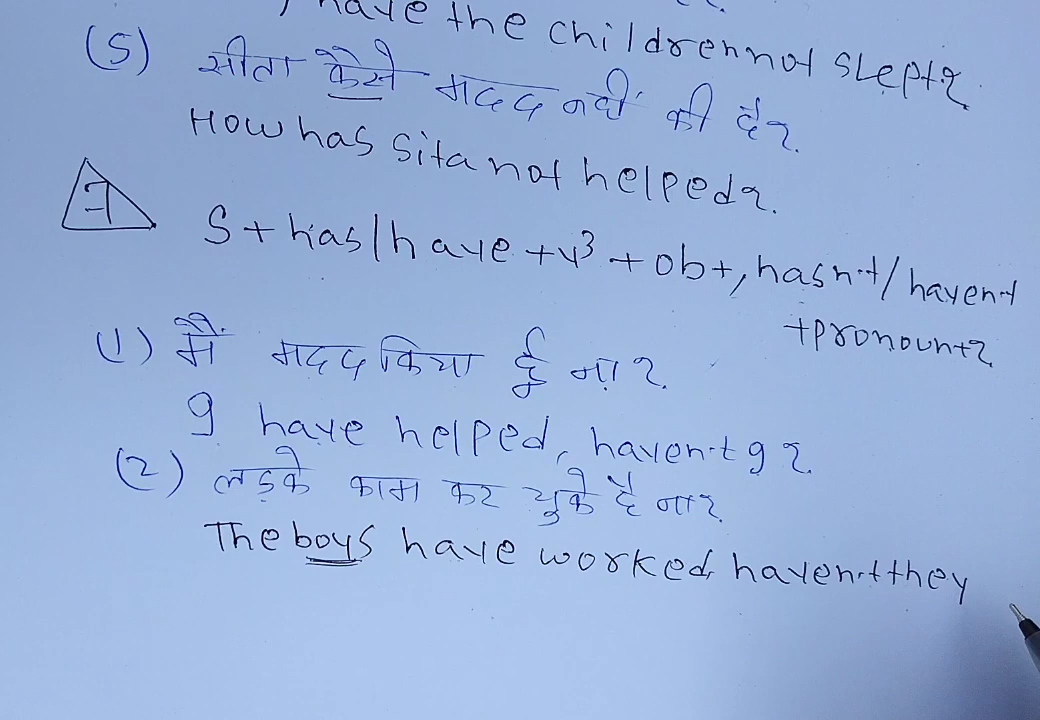 have the children not slept?
(5) सीता कैसे मदद नहीं की है?
How has sita not helped?
S + has/have + v³ + ob+, hasn't/havent
+pronoun+?
(1) मैं मदद किया हूँ ना?
I have helped, haven't I?
(2) लड़के काम कर चुके है ना?
The boys have worked, haven't they